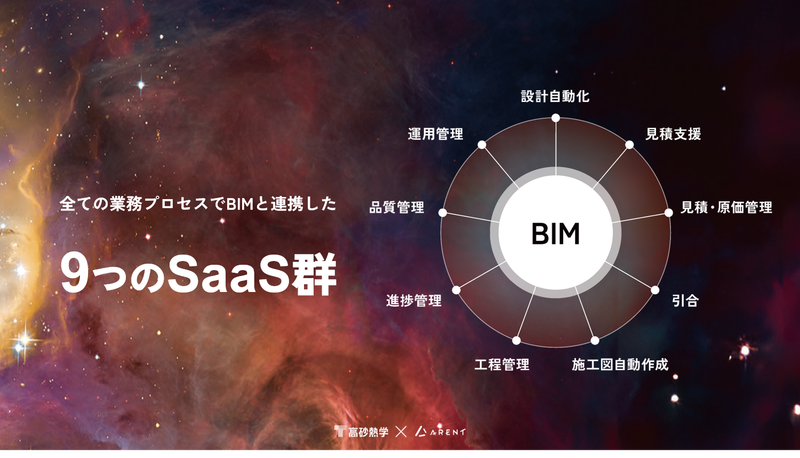 全ての業務プロセスでBIMと連携した
9つのSaaS群
設計自動化
見積支援
見積・原価管理
引合
施工図自動作成
工程管理
進捗管理
品質管理
運用管理
BIM
高砂熱学 × ARENT